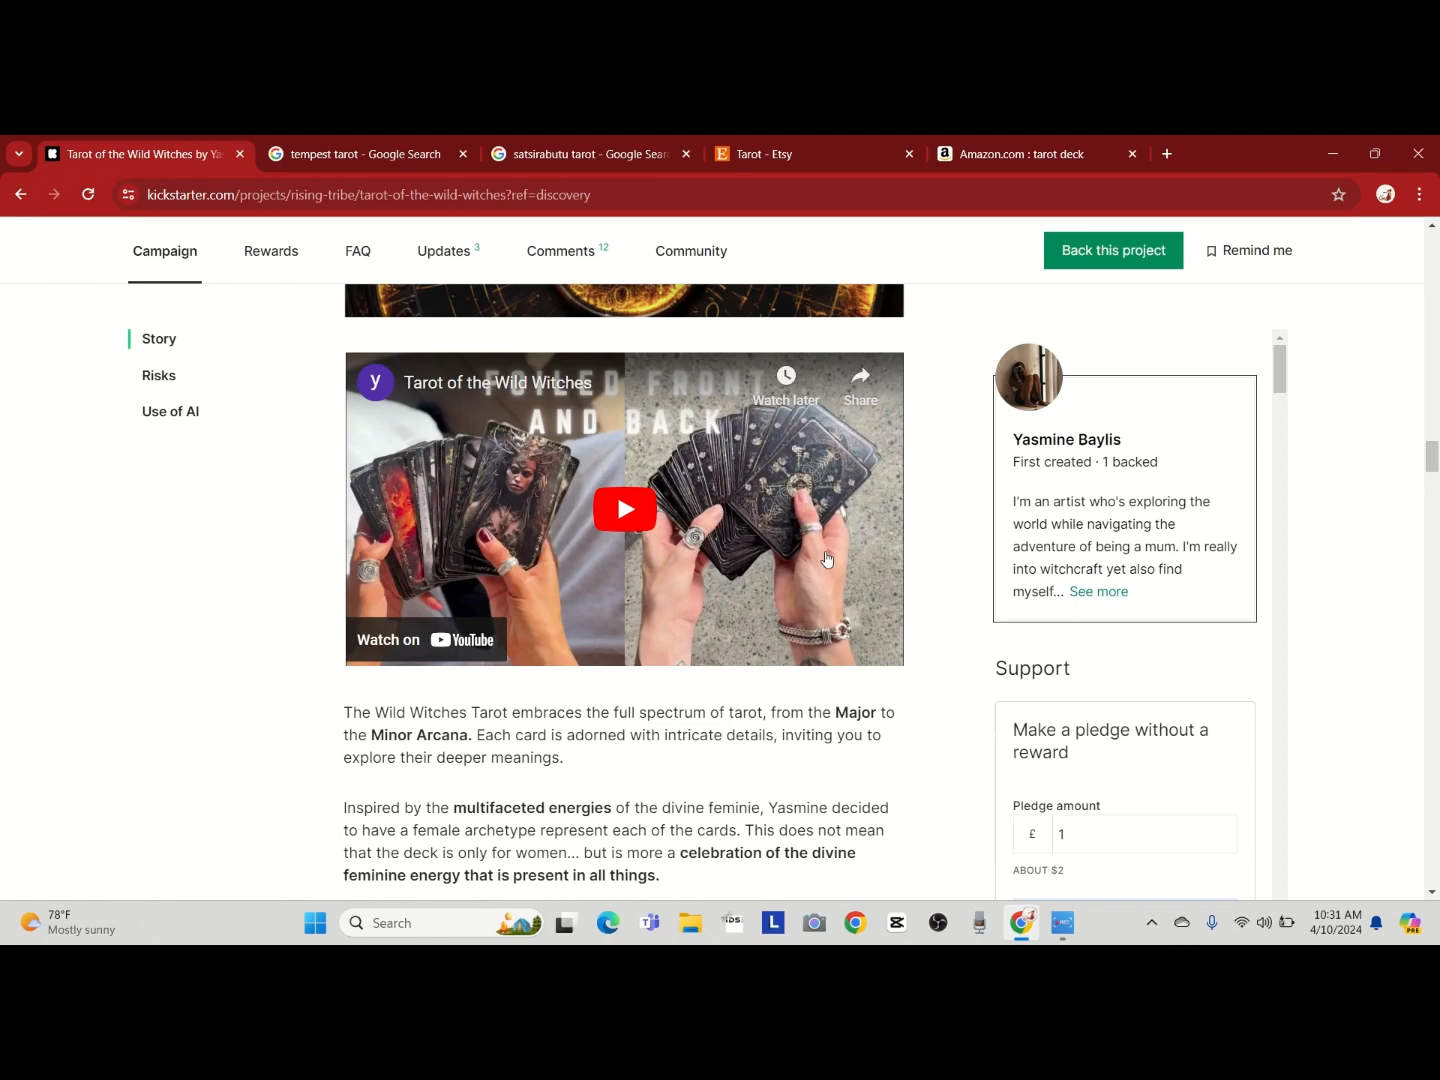 Tarot of the Wild Witches by Ya
tempest tarot - Google Search
satsirabutu tarot - Google Sear
Tarot - Etsy
Amazon.com : tarot deck
kickstarter.com/projects/rising-tribe/tarot-of-the-wild-witches?ref=discovery
Campaign
Rewards
FAQ
Updates 3
Comments 12
Community
Back this project
Remind me
Story
Risks
Use of AI
y
Tarot of the Wild Witches
FOILED FRONT
AND BACK
Watch later
Share
Watch on YouTube
Yasmine Baylis
First created · 1 backed
I'm an artist who's exploring the
world while navigating the
adventure of being a mum. I'm really
into witchcraft yet also find
myself... See more
The Wild Witches Tarot embraces the full spectrum of tarot, from the Major to
the Minor Arcana. Each card is adorned with intricate details, inviting you to
explore their deeper meanings.
Inspired by the multifaceted energies of the divine feminie, Yasmine decided
to have a female archetype represent each of the cards. This does not mean
that the deck is only for women... but is more a celebration of the divine
feminine energy that is present in all things.
Support
Make a pledge without a
reward
Pledge amount
£ 1
ABOUT $2
78°F
Mostly sunny
Search
IDS
L
REC
10:31 AM
4/10/2024
PRE